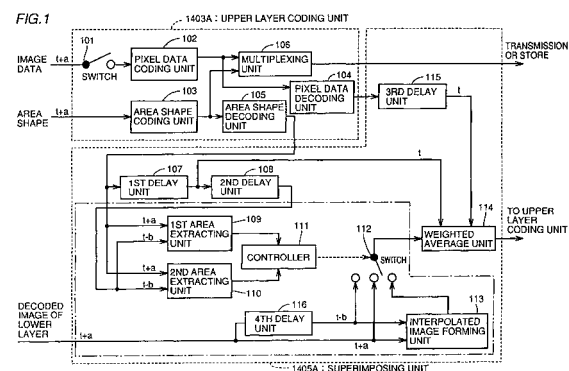 FIG.1
1403A : UPPER LAYER CODING UNIT
101
102
106
IMAGE DATA
t+a
SWITCH
PIXEL DATA CODING UNIT
MULTIPLEXING UNIT
TRANSMISSION OR STORE
104
103
105
PIXEL DATA DECODING UNIT
115
3RD DELAY UNIT
t
AREA SHAPE
t+a
AREA SHAPE CODING UNIT
AREA SHAPE DECODING UNIT
107
108
t
1ST DELAY UNIT
2ND DELAY UNIT
114
109
TO UPPER LAYER CODING UNIT
t+a
t-b
1ST AREA EXTRACTING UNIT
111
CONTROLLER
112
SWITCH
WEIGHTED AVERAGE UNIT
t+a
t-b
2ND AREA EXTRACTING UNIT
110
116
113
DECODED IMAGE OF LOWER LAYER
t+a
4TH DELAY UNIT
t-b
t+a
INTERPOLATED IMAGE FORMING UNIT
1405A : SUPERIMPOSING UNIT